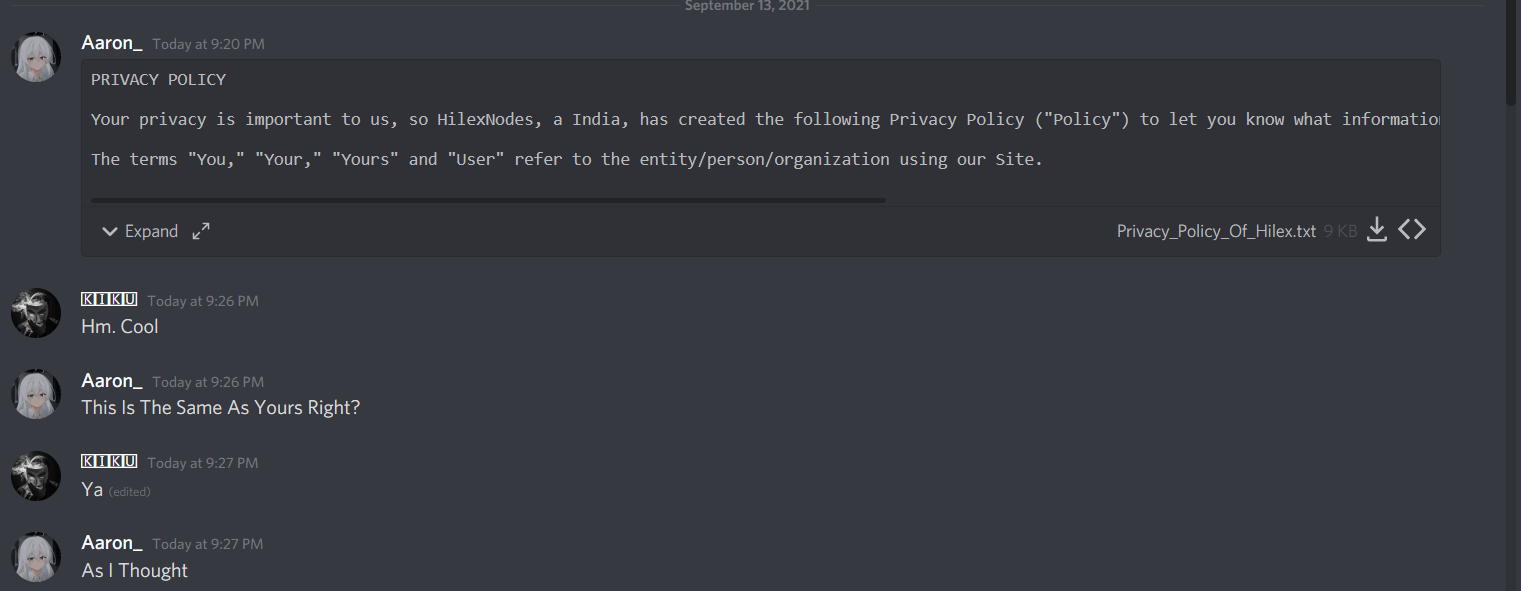 September 13, 2021
Aaron_ Today at 9:20 PM
PRIVACY POLICY
Your privacy is important to us, so HilexNodes, a India, has created the following Privacy Policy ("Policy") to let you know what informatio
The terms "You," "Your," "Yours" and "User" refer to the entity/person/organization using our Site.
Expand Privacy_Policy_Of_Hilex.txt 9 KB
KIKU Today at 9:26 PM
Hm. Cool
Aaron_ Today at 9:26 PM
This Is The Same As Yours Right?
KIKU Today at 9:27 PM
Ya (edited)
Aaron_ Today at 9:27 PM
As I Thought